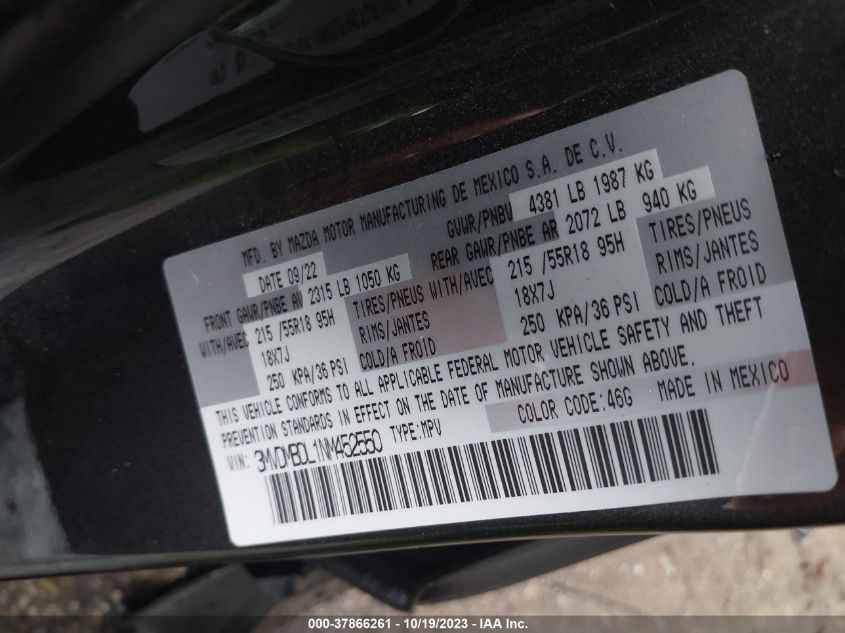 MFD. BY MAZDA MOTOR MANUFACTURING DE MEXICO S.A. DE C.V.
DATE 09/22 GVWR/PNBV 4381 LB 1987 KG
FRONT GAWR/PNBE AV 2315 LB 1050 KG REAR GAWR/PNBE AR 2072 LB 940 KG
WITH/AVEC 215 /55R18 95H TIRES/PNEUS WITH/AVEC 215 /55R18 95H TIRES/PNEUS
18X7J RIMS/JANTES 18X7J RIMS/JANTES
250 KPA/36 PSI COLD/A FROID 250 KPA/36 PSI COLD/A FROID
THIS VEHICLE CONFORMS TO ALL APPLICABLE FEDERAL MOTOR VEHICLE SAFETY AND THEFT
PREVENTION STANDARDS IN EFFECT ON THE DATE OF MANUFACTURE SHOWN ABOVE.
COLOR CODE:46G MADE IN MEXICO
VIN: 3MVDMBDL1NM452550 TYPE:MPV
000-37866261 - 10/19/2023 - IAA Inc.